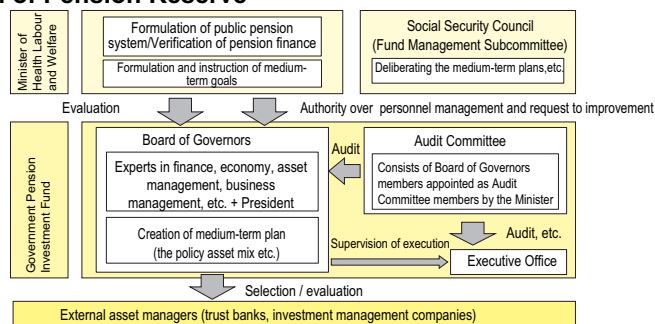 Minister of
Health Labour
and Welfare
Formulation of public pension
system/Verification of pension finance
Formulation and instruction of medium-
term goals
Social Security Council
(Fund Management Subcommittee)
Deliberating the medium-term plans,etc.
Evaluation
Authority over personnel management and request to improvement
Government Pension
Investment Fund
Board of Governors
Experts in finance, economy, asset
management, business
management, etc. + President
Creation of medium-term plan
(the policy asset mix etc.)
Audit
Audit Committee
Consists of Board of Governors
members appointed as Audit
Committee members by the Minister
Audit, etc.
Supervision of execution
Executive Office
Selection / evaluation
External asset managers (trust banks, investment management companies)